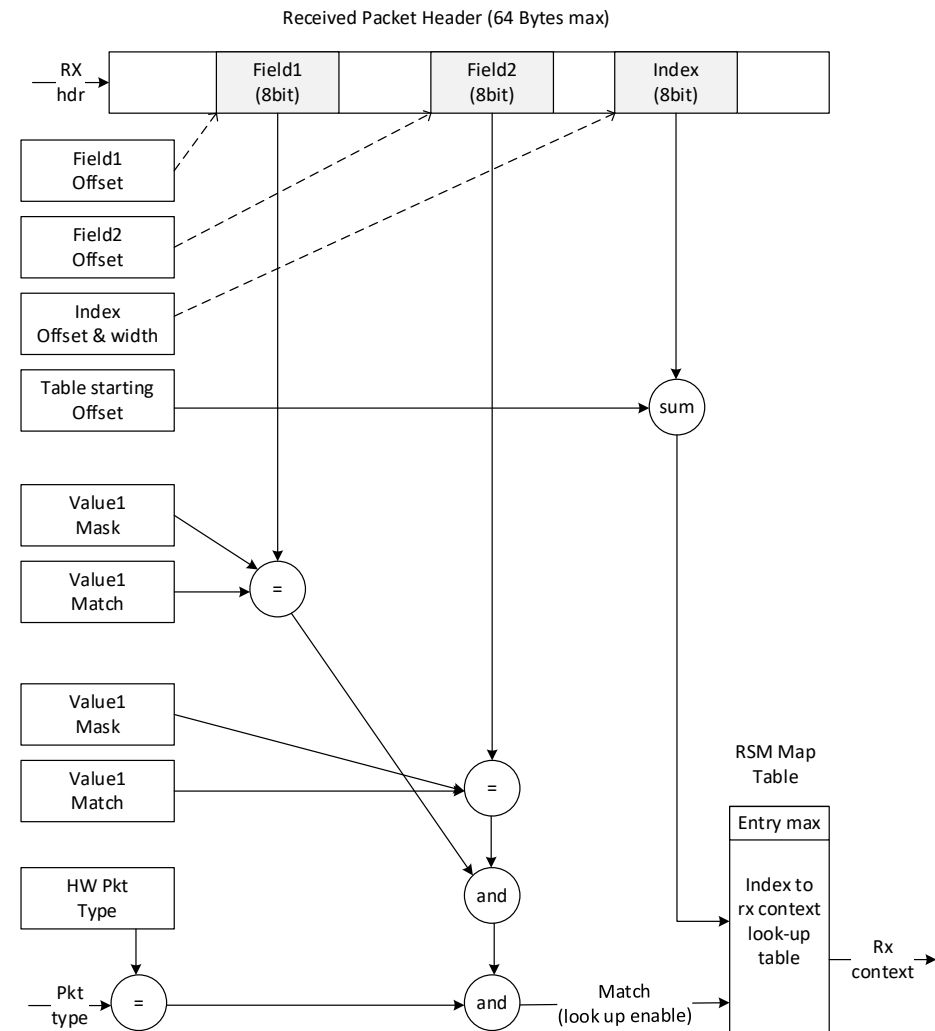 Received Packet Header (64 Bytes max)
RX
hdr
Field1
(8bit)
Field2
(8bit)
Index
(8bit)
Field1
Offset
Field2
Offset
Index
Offset & width
Table starting
Offset
sum
Value1
Mask
Value1
Match
=
Value1
Mask
Value1
Match
=
RSM Map
Table
Entry max
Index to
rx context
look-up
table
Rx
context
HW Pkt
Type
and
Pkt
type
=
and
Match
(look up enable)